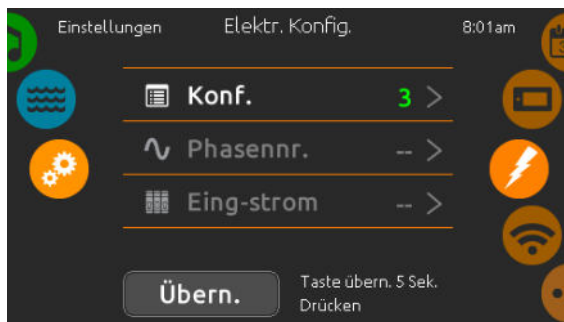 Einstellungen
Elektr. Konfig.
8:01am
Konf. 3 >
Phasennr. -- >
Eing-strom -- >
Übern.
Taste übern. 5 Sek.
Drücken